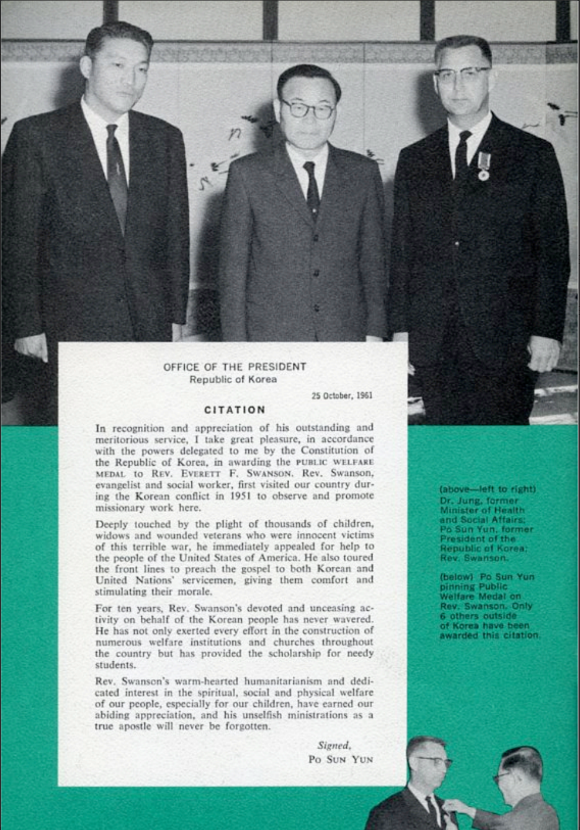 OFFICE OF THE PRESIDENT
Republic of Korea
25 October, 1961
CITATION
In recognition and appreciation of his outstanding and
meritorious service, I take great pleasure, in accordance
with the powers delegated to me by the Constitution of
the Republic of Korea, in awarding the PUBLIC WELFARE
MEDAL to REV. EVERETT F. SWANSON. Rev. Swanson,
evangelist and social worker, first visited our country dur-
ing the Korean conflict in 1951 to observe and promote
missionary work here.
Deeply touched by the plight of thousands of children,
widows and wounded veterans who were innocent victims
of this terrible war, he immediately appealed for help to
the people of the United States of America. He also toured
the front lines to preach the gospel to both Korean and
United Nations' servicemen, giving them comfort and
stimulating their morale.
For ten years, Rev. Swanson's devoted and unceasing ac-
tivity on behalf of the Korean people has never wavered.
He has not only exerted every effort in the construction of
numerous welfare institutions and churches throughout
the country but has provided the scholarship for needy
students.
Rev. Swanson's warm-hearted humanitarianism and dedi-
cated interest in the spiritual, social and physical welfare
of our people, especially for our children, have earned our
abiding appreciation, and his unselfish ministrations as a
true apostle will never be forgotten.
Signed,
PO SUN YUN
(above—left to right)
Dr. Jung, former
Minister of Health
and Social Affairs;
Po Sun Yun, former
President of the
Republic of Korea;
Rev. Swanson.
(below) Po Sun Yun
pinning Public
Welfare Medal on
Rev. Swanson. Only
6 others outside
of Korea have been
awarded this citation.